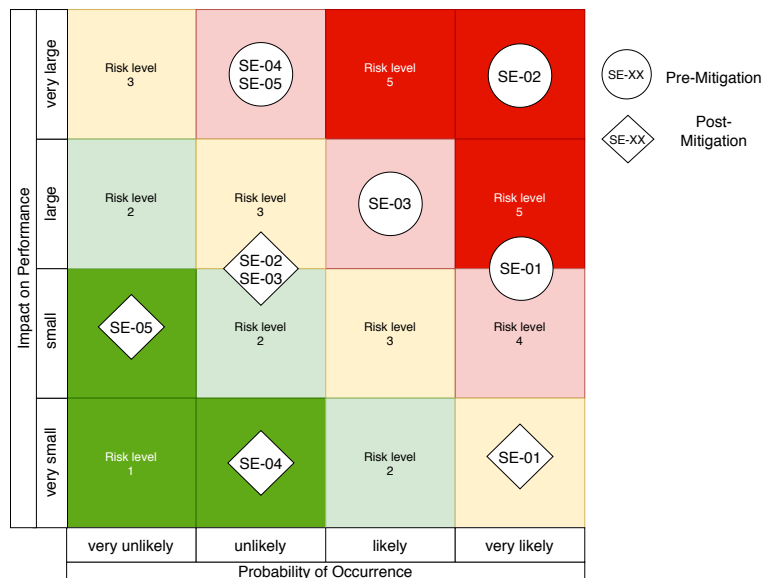 Impact on Performance
very large
large
small
very small
Risk level
3
SE-04
SE-05
Risk level
5
SE-02
Risk level
2
Risk level
3
SE-03
Risk level
5
SE-02
SE-03
SE-01
SE-05
Risk level
2
Risk level
3
Risk level
4
Risk level
1
SE-04
Risk level
2
SE-01
very unlikely
unlikely
likely
very likely
Probability of Occurrence
SE-XX
Pre-Mitigation
SE-XX
Post-
Mitigation